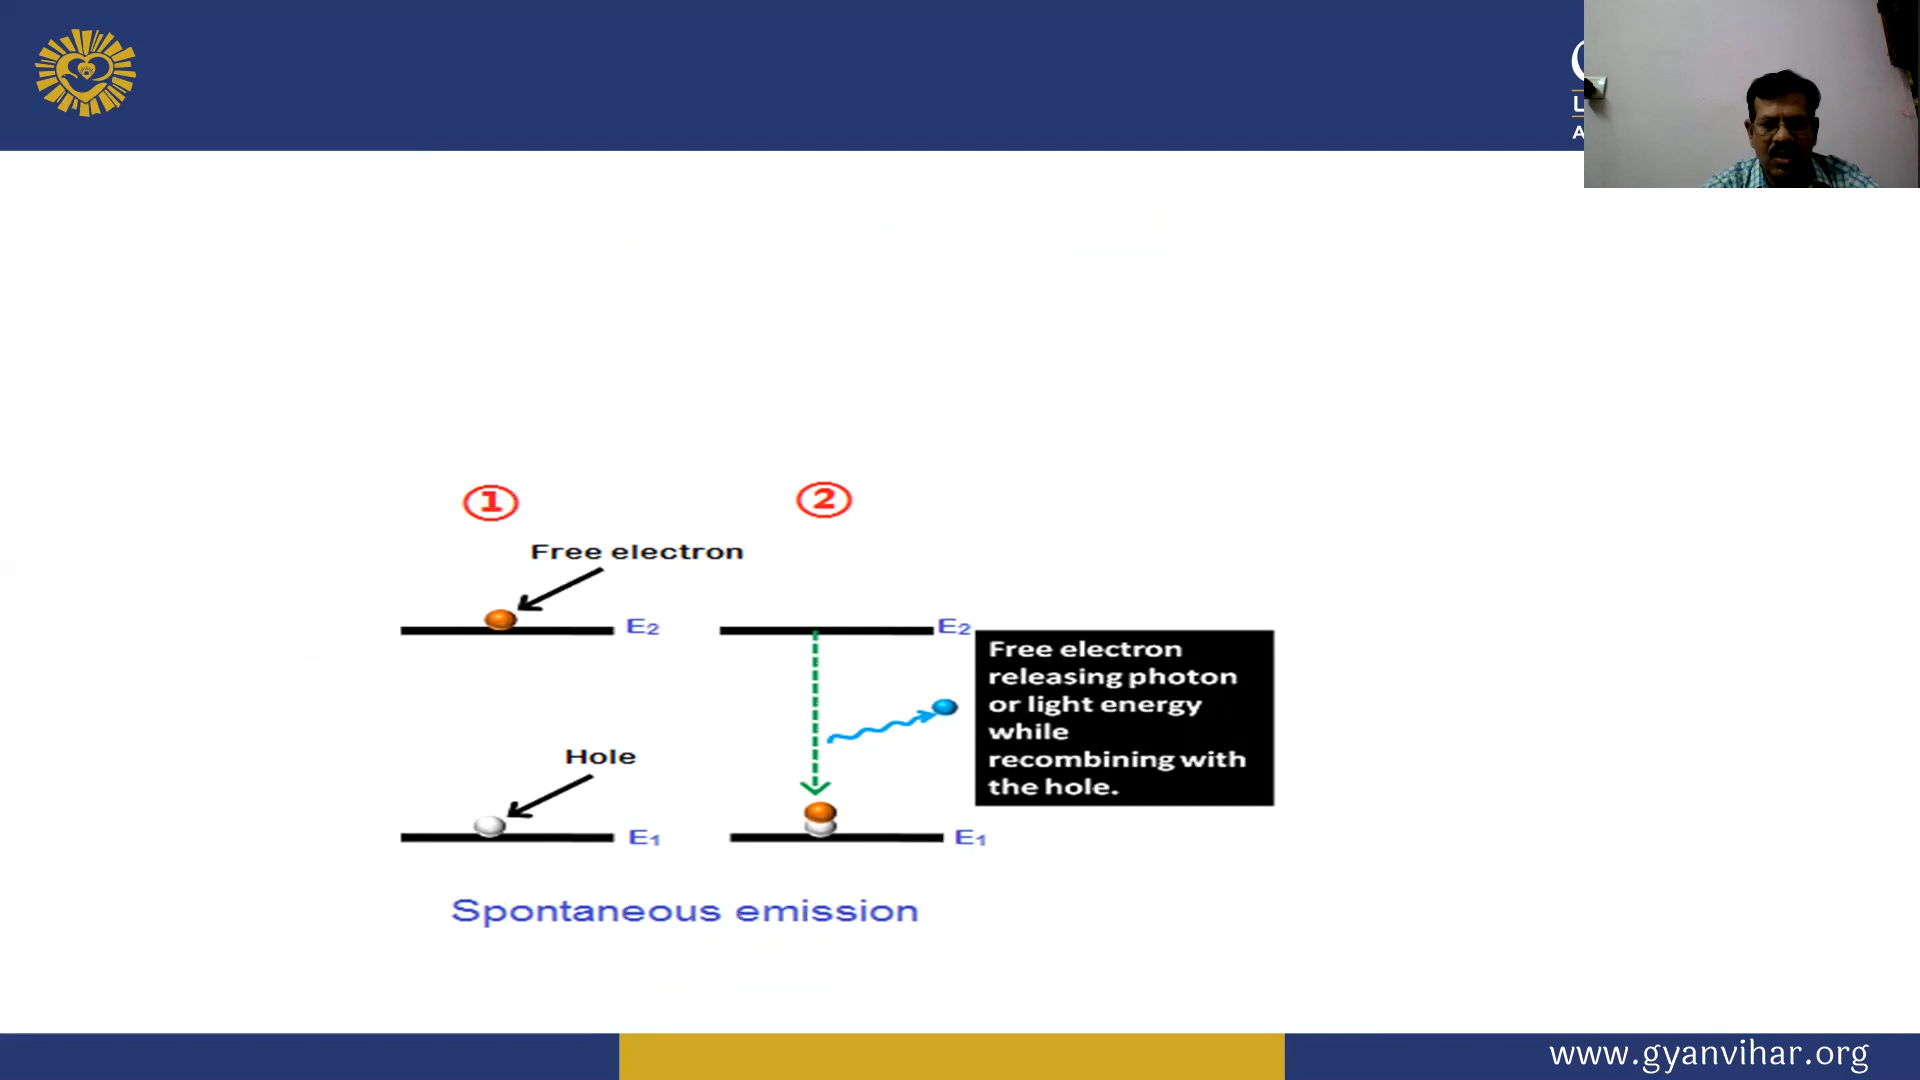 ①
②
Free electron
E₂
E₂
Free electron
releasing photon
or light energy
while
recombining with
the hole.
Hole
E₁
E₁
Spontaneous emission
www.gyanvihar.org